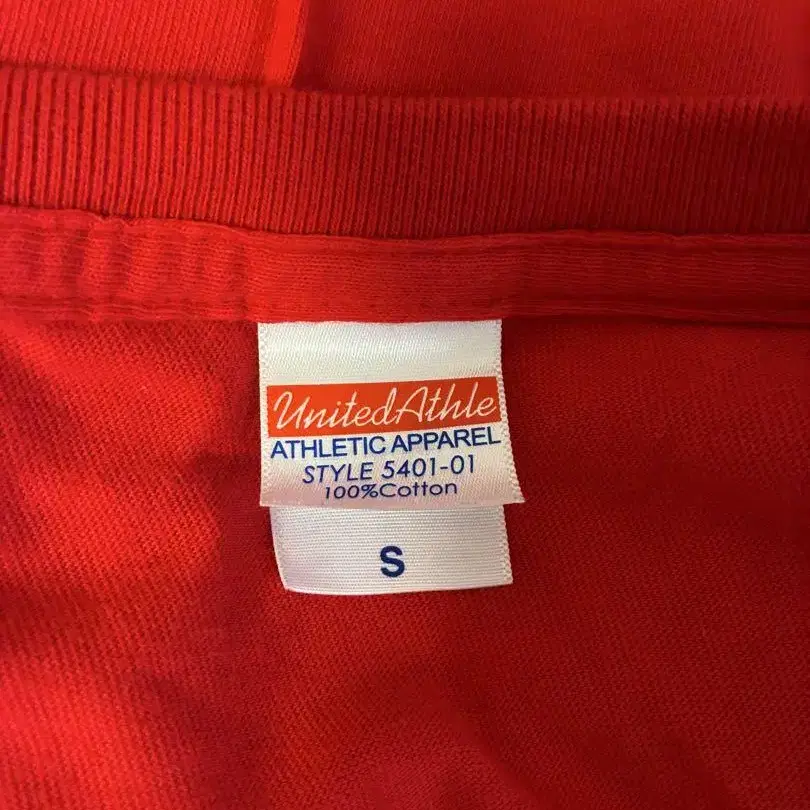 UnitedAthle
ATHLETIC APPAREL
STYLE 5401-01
100%Cotton
S